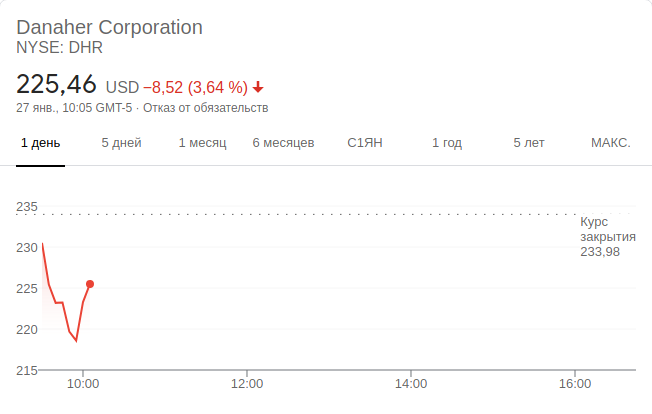 Danaher Corporation
NYSE: DHR
225,46 USD −8,52 (3,64 %)
27 янв., 10:05 GMT-5 · Отказ от обязательств
1 день 5 дней 1 месяц 6 месяцев С1ЯН 1 год 5 лет МАКС.
235
Курс
закрытия
233,98
230
225
220
215
10:00 12:00 14:00 16:00